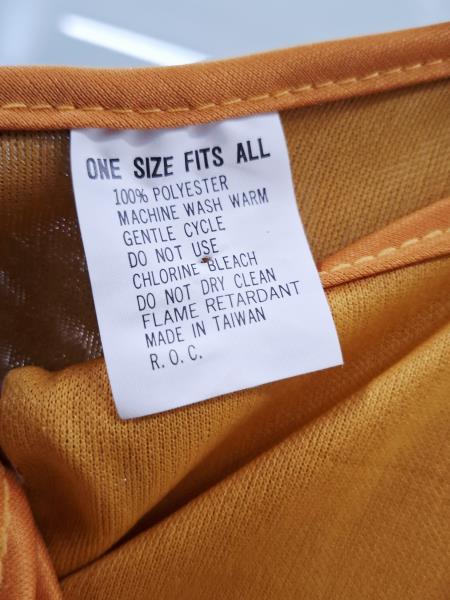 ONE SIZE FITS ALL
100% POLYESTER
MACHINE WASH WARM
GENTLE CYCLE
DO NOT USE
CHLORINE BLEACH
DO NOT DRY CLEAN
FLAME RETARDANT
MADE IN TAIWAN
R. O. C.